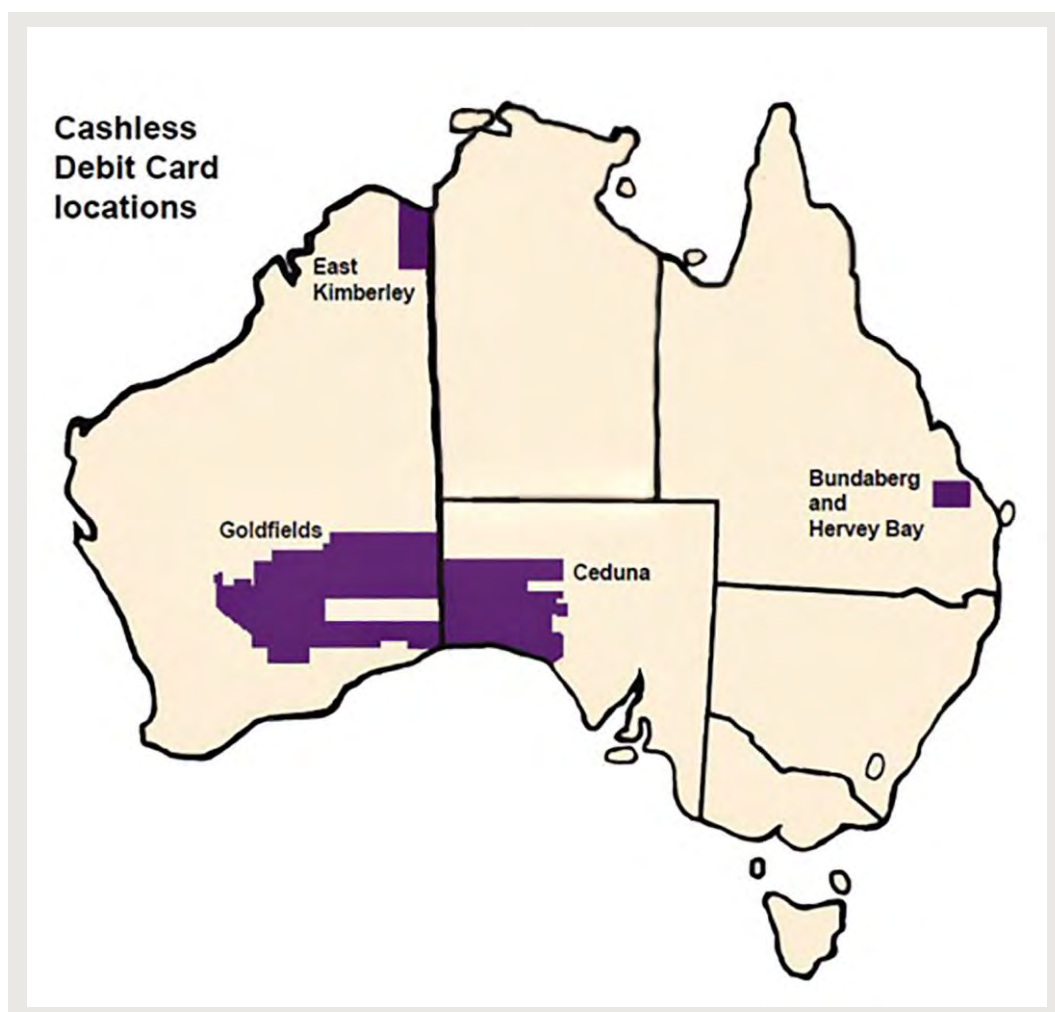 Cashless
Debit Card
locations
East
Kimberley
Bundaberg
and
Hervey Bay
Goldfields
Ceduna